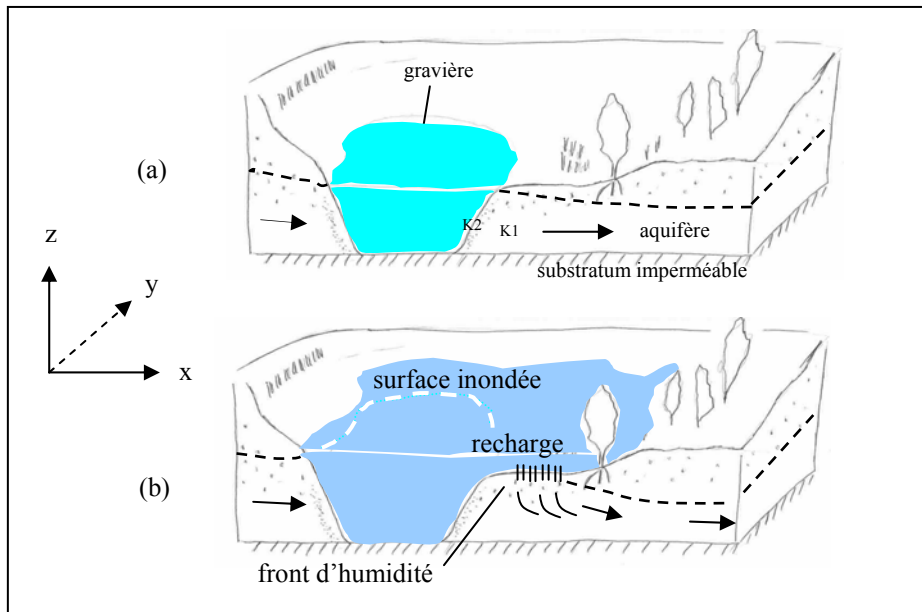 gravière
(a)
K2
K1
aquifère
substratum imperméable
z
y
x
surface inondée
recharge
(b)
front d’humidité